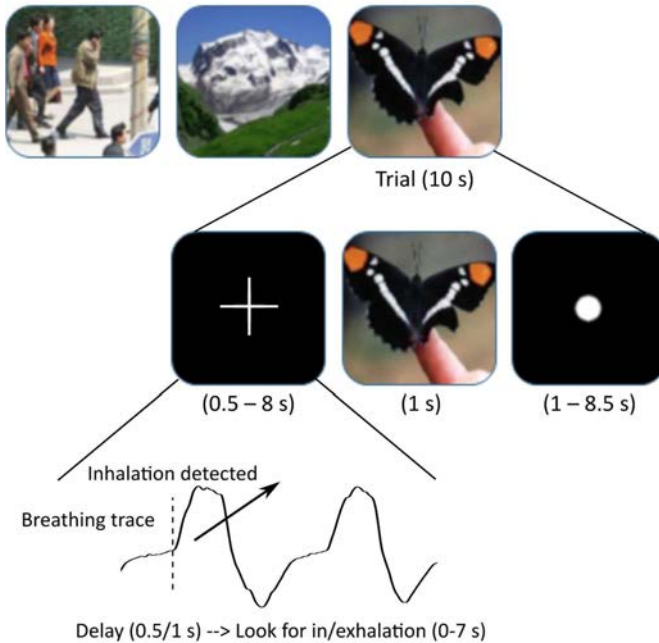 Trial (10 s)
(0.5 – 8 s)
(1 s)
(1 – 8.5 s)
Inhalation detected
Breathing trace
Delay (0.5/1 s) --> Look for in/exhalation (0-7 s)